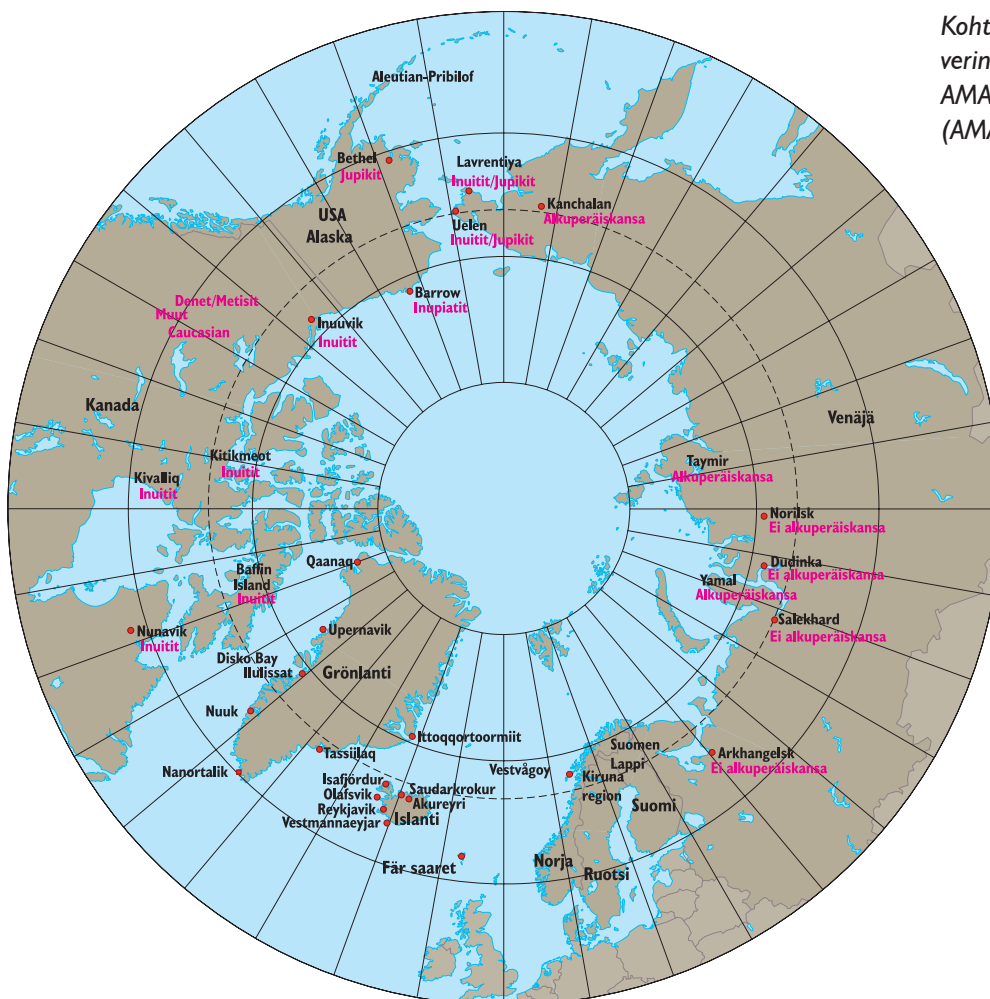 Koht
verin
AMA
(AMA
Aleutian-Pribilof
Bethel
Jupikit
Lavrentiya
Inuitit/Jupikit
Kanchalan
Alkuperäiskansa
USA
Alaska
Uelen
Inuitit/Jupikit
Barrow
Inupiatit
Denet/Metisit
Muut
Caucasian
Inuuvik
Inuitit
Kanada
Venäjä
Kitikmeot
Inuitit
Kivalliq
Inuitit
Taymir
Alkuperäiskansa
Norilsk
Ei alkuperäiskansa
Qaanaq
Baffin
Island
Inuitit
Dudinka
Ei alkuperäiskansa
Yamal
Alkuperäiskansa
Salekhard
Ei alkuperäiskansa
Nunavik
Inuitit
Upernavik
Disko Bay
Ilulissat
Grönlanti
Nuuk
Ittoqqortoormiit
Tassiilaq
Nanortalik
Suomen
Lappi
Arkhangelsk
Ei alkuperäiskansa
Vestvågoy
Kiruna
region
Isafjördur
Olafsvik
Reykjavik
Vestmannaeyjar
Saudarkrokur
Akureyri
Islanti
Suomi
Fär saaret
Norja
Ruotsi